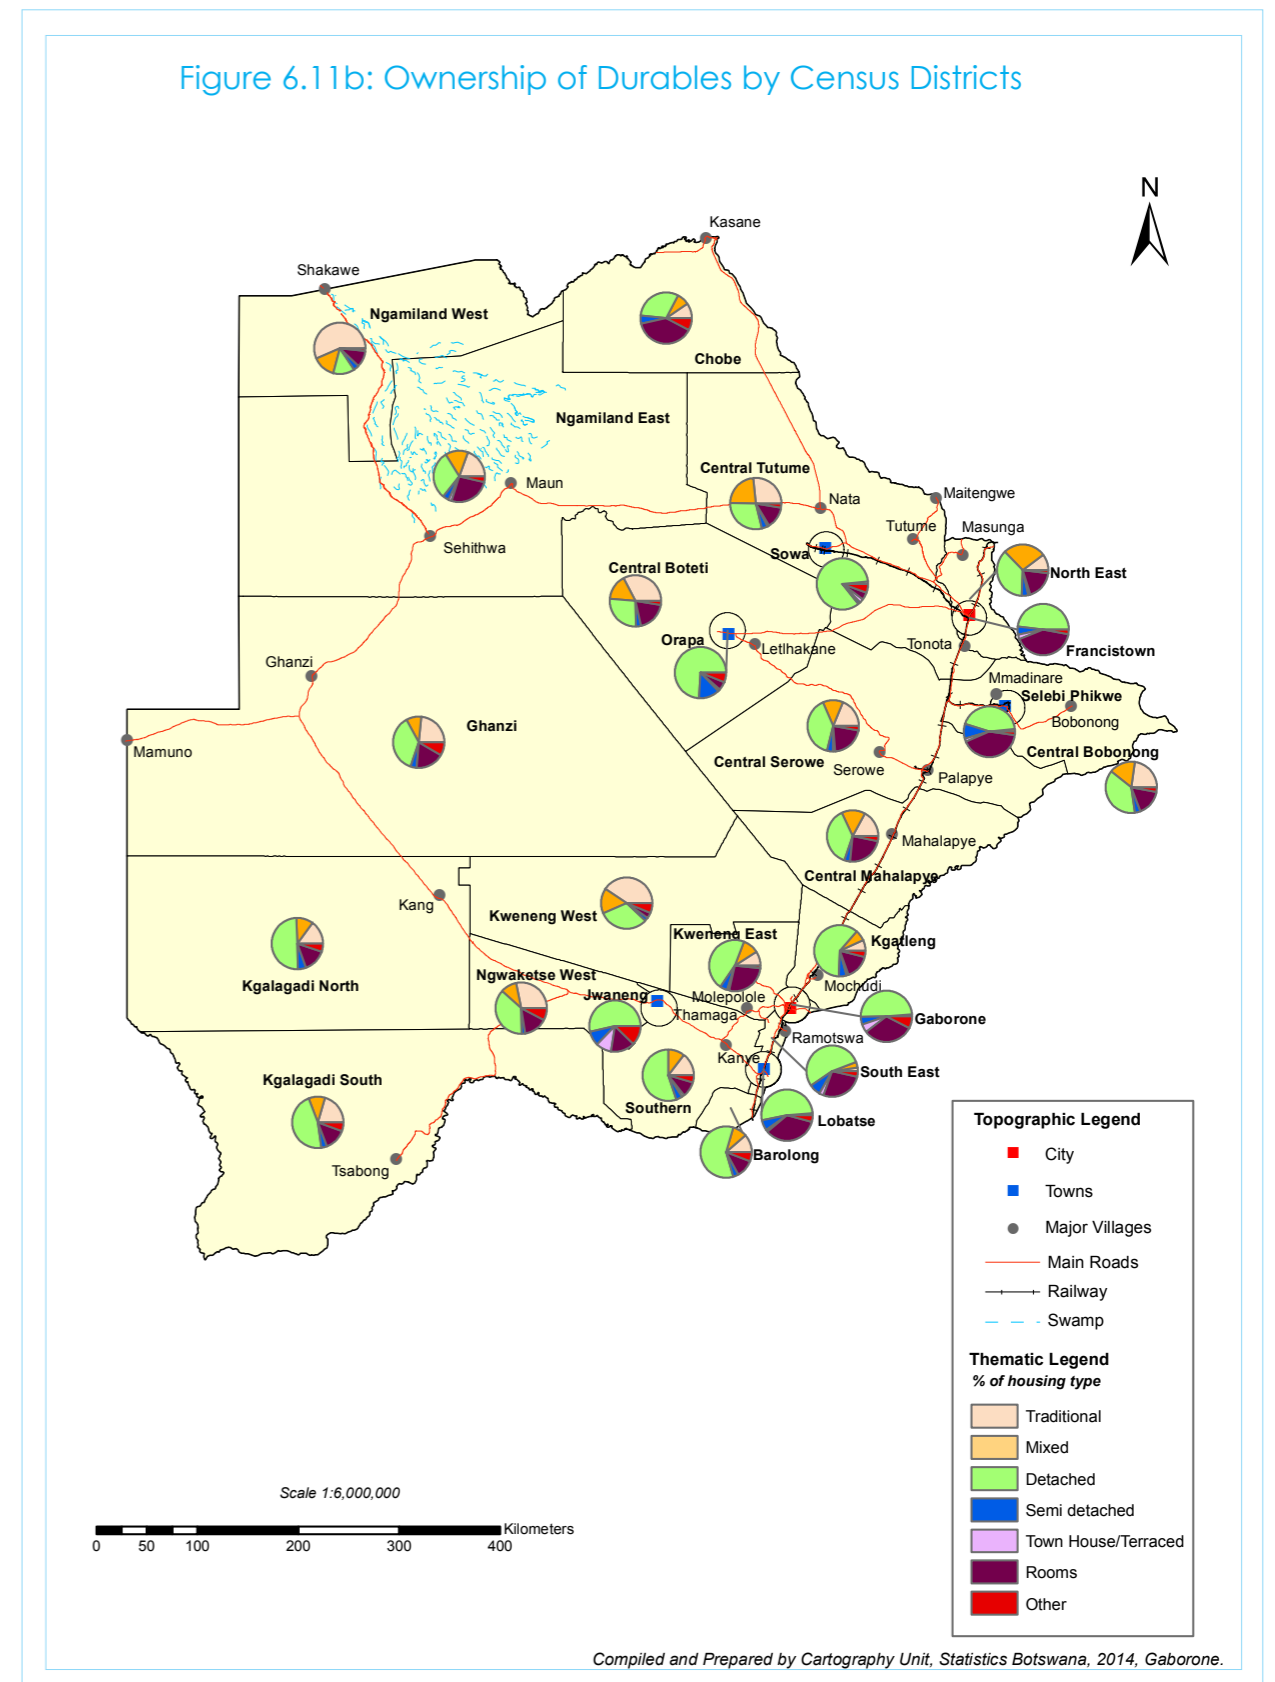 Figure 6.11b: Ownership of Durables by Census Districts
N
Kasane
Shakawe
Ngamiland West
Chobe
Ngamiland East
Central Tutume
Maun
Nata
Maitengwe
Tutume
Masunga
Sehithwa
Sowa
Central Boteti
North East
Orapa
Letlhakane
Tonota
Francistown
Ghanzi
Mmadinare
Selebi Phikwe
Bobonong
Ghanzi
Mamuno
Central Serowe
Serowe
Central Bobonong
Palapye
Mahalapye
Central Mahalapye
Kang
Kweneng West
Kweneng East
Kgatleng
Kgalagadi North
Ngwaketse West
Jwaneng
Molepolole
Mochudi
Thamaga
Gaborone
Ramotswa
Kanye
South East
Kgalagadi South
Southern
Lobatse
Barolong
Tsabong
Topographic Legend
City
Towns
Major Villages
Main Roads
Railway
Swamp
Thematic Legend
% of housing type
Traditional
Mixed
Detached
Semi detached
Town House/Terraced
Rooms
Other
Scale 1:6,000,000
Kilometers
0 50 100 200 300 400
Compiled and Prepared by Cartography Unit, Statistics Botswana, 2014, Gaborone.